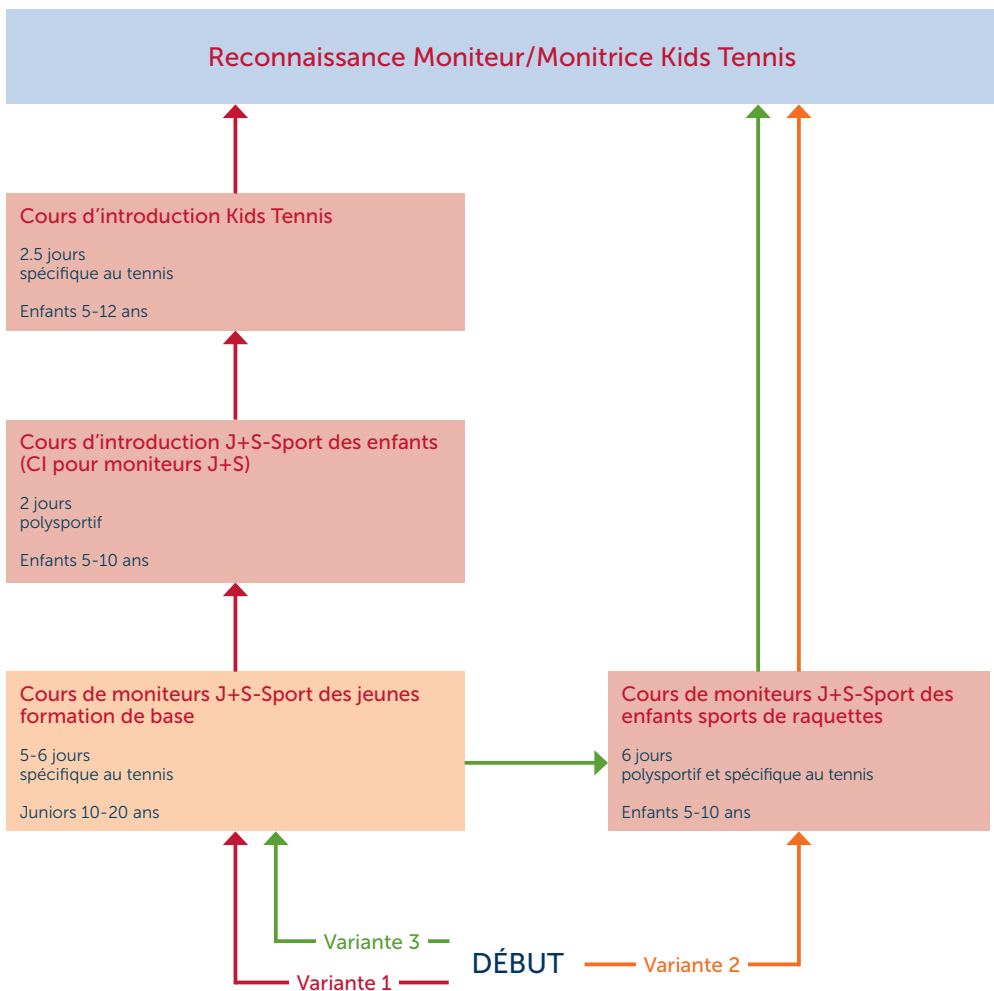 Reconnaissance Moniteur/Monitrice Kids Tennis
Cours d’introduction Kids Tennis
2.5 jours
spécifique au tennis
Enfants 5-12 ans
Cours d’introduction J+S-Sport des enfants
(CI pour moniteurs J+S)
2 jours
polysportif
Enfants 5-10 ans
Cours de moniteurs J+S-Sport des jeunes
formation de base
5-6 jours
spécifique au tennis
Juniors 10-20 ans
Cours de moniteurs J+S-Sport des
enfants sports de raquettes
6 jours
polysportif et spécifique au tennis
Enfants 5-10 ans
Variante 3
DÉBUT
Variante 2
Variante 1